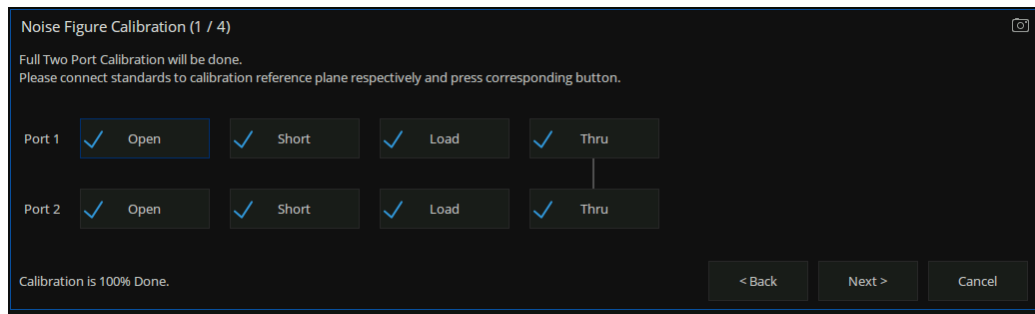 Noise Figure Calibration (1 / 4)
Full Two Port Calibration will be done.
Please connect standards to calibration reference plane respectively and press corresponding button.
Port 1 Open Short Load Thru
Port 2 Open Short Load Thru
Calibration is 100% Done. < Back Next > Cancel